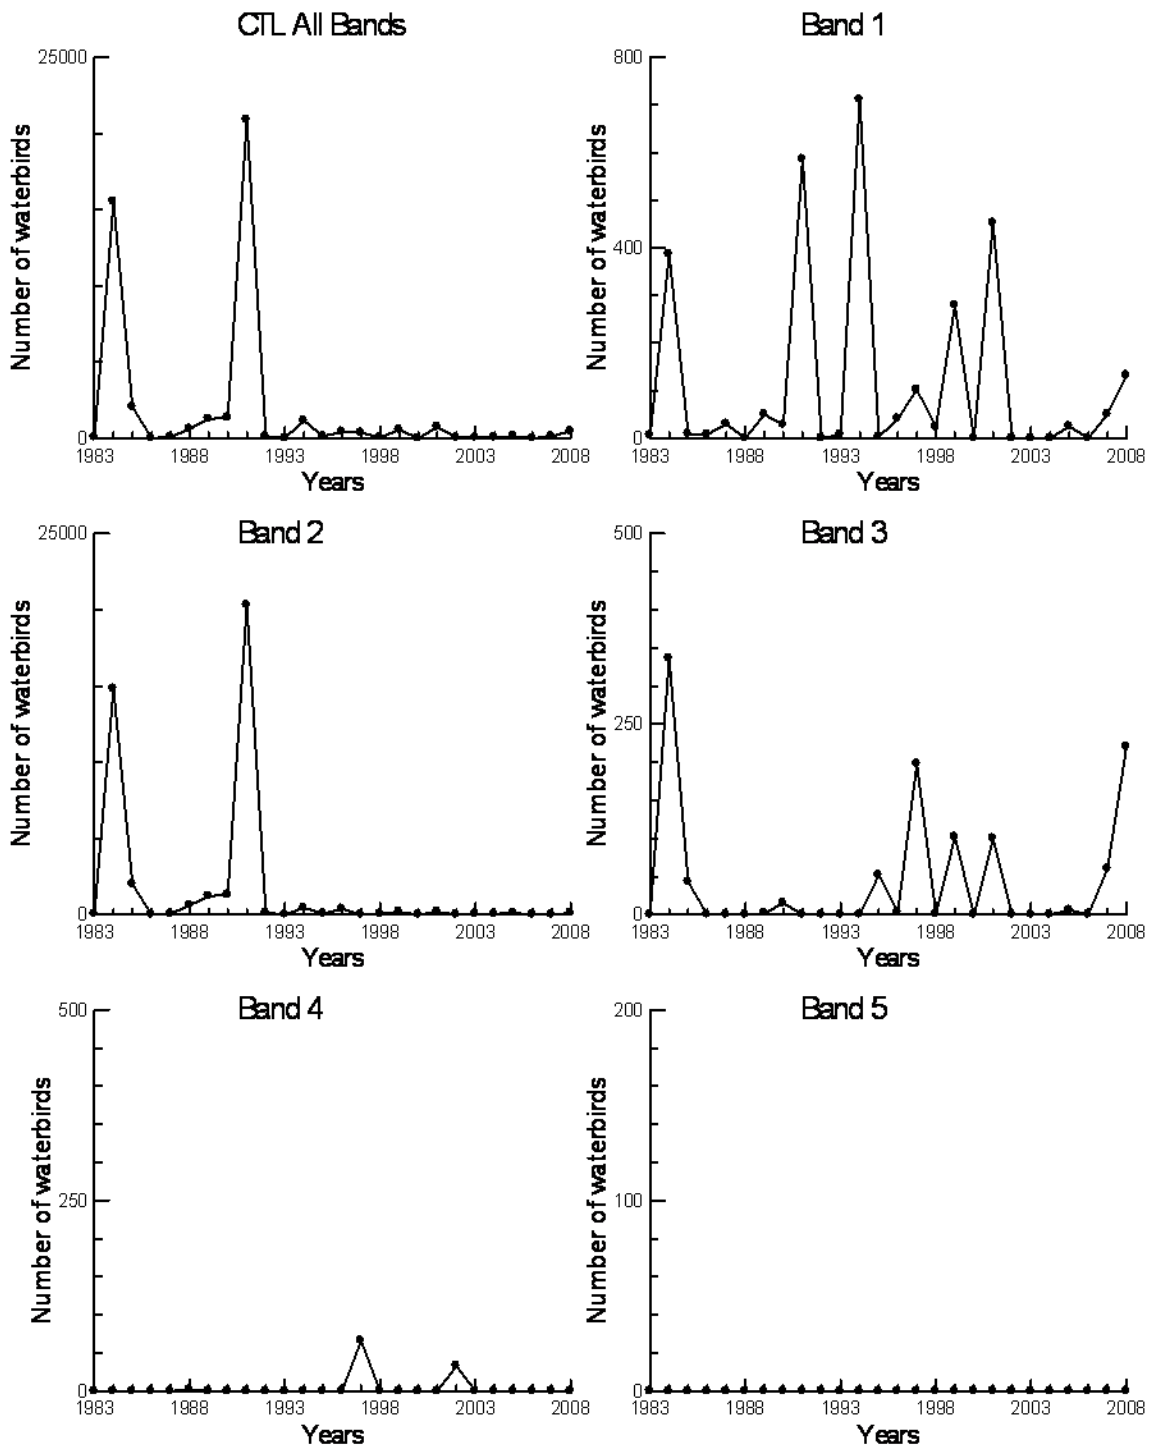 CTL All Bands
25000
0
Number of waterbirds
1983 1988 1993 1998 2003 2008
Years
Band 1
800
400
0
Number of waterbirds
1983 1988 1993 1998 2003 2008
Years
Band 2
25000
0
Number of waterbirds
1983 1988 1993 1998 2003 2008
Years
Band 3
500
250
0
Number of waterbirds
1983 1988 1993 1998 2003 2008
Years
Band 4
500
250
0
Number of waterbirds
1983 1988 1993 1998 2003 2008
Years
Band 5
200
100
0
Number of waterbirds
1983 1988 1993 1998 2003 2008
Years